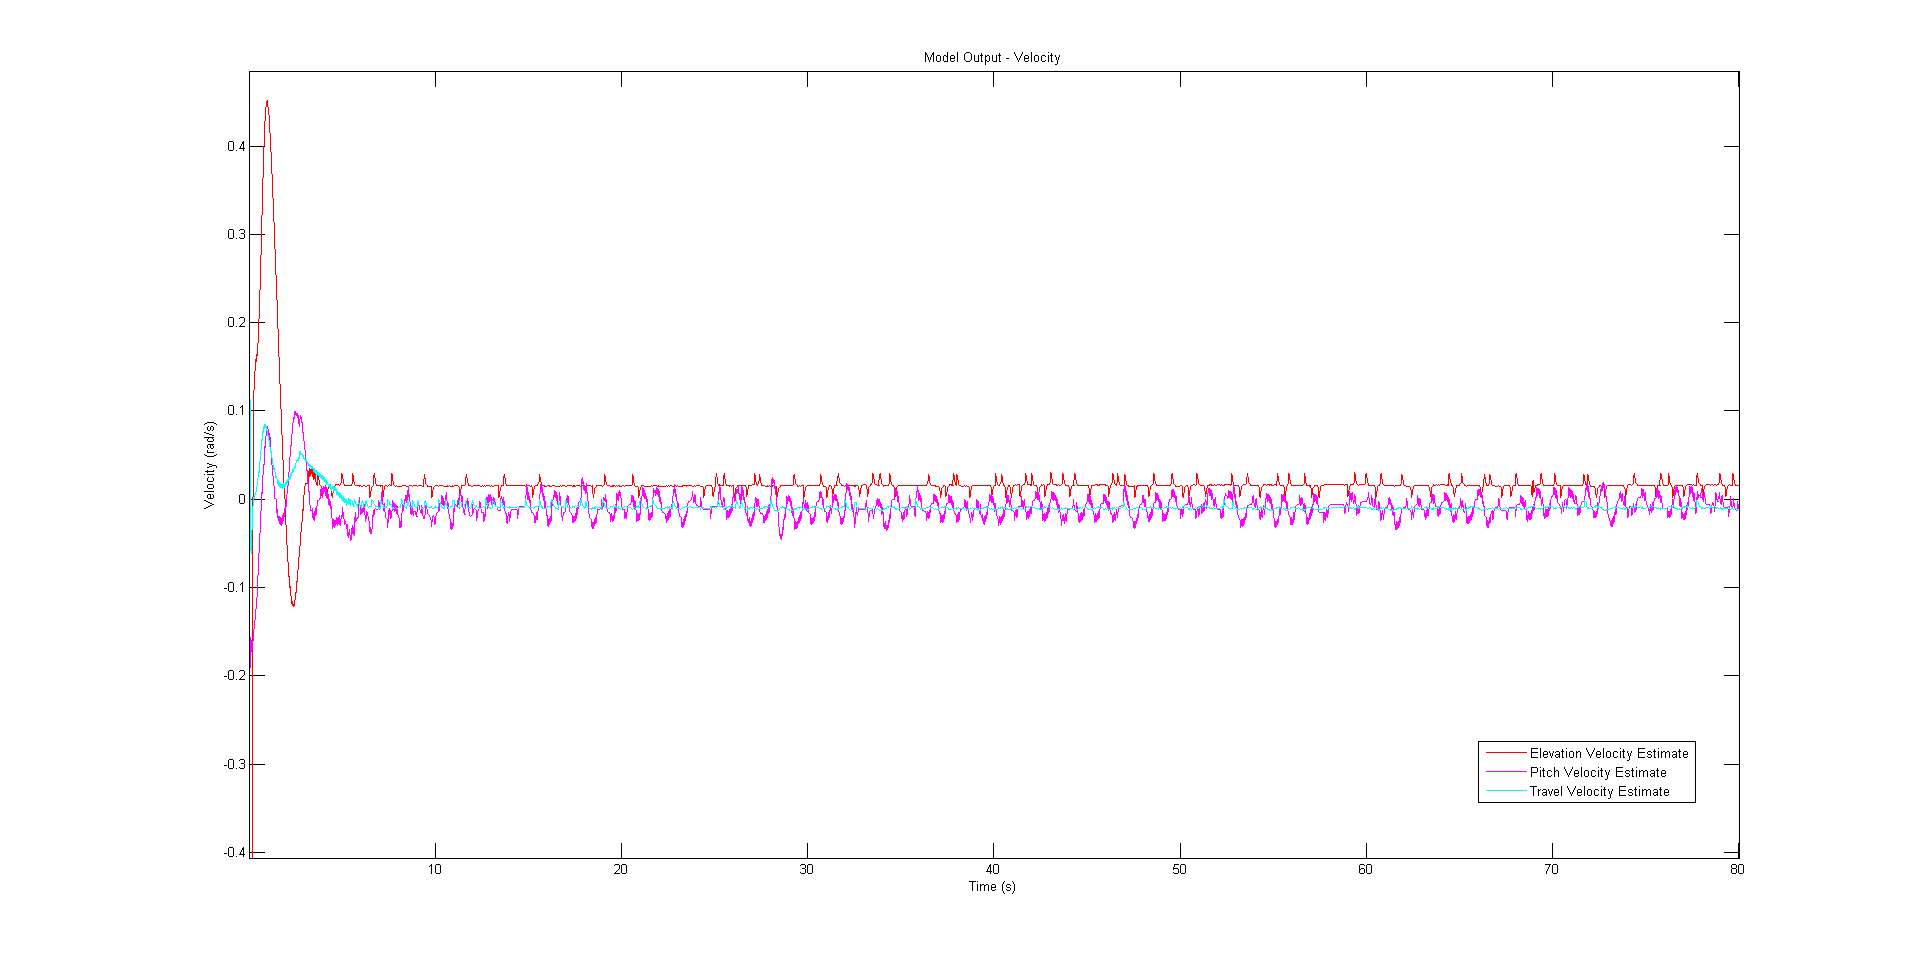 Model Output - Velocity
Velocity (rad/s)
0.4
0.3
0.2
0.1
0
-0.1
-0.2
-0.3
-0.4
10
20
30
40
50
60
70
80
Time (s)
Elevation Velocity Estimate
Pitch Velocity Estimate
Travel Velocity Estimate